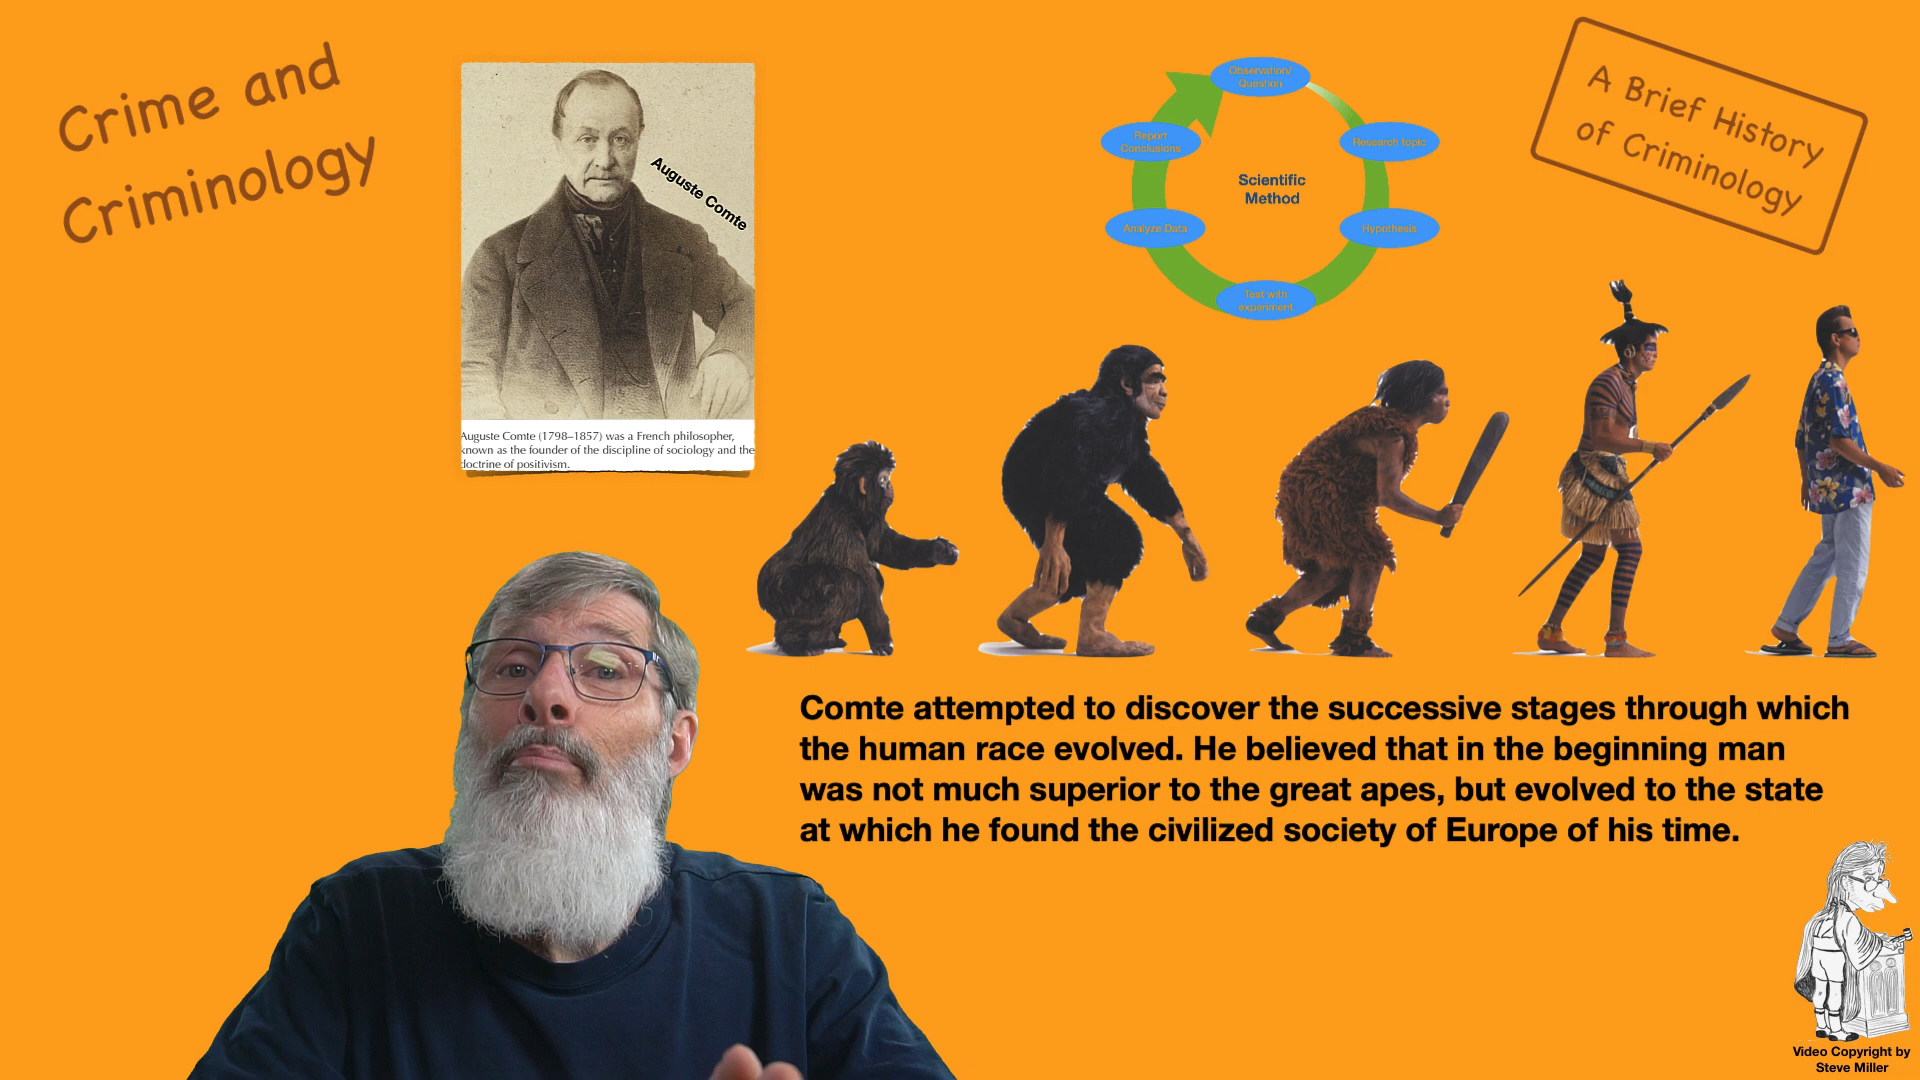 Crime and
Criminology
Auguste Comte
Auguste Comte (1798–1857) was a French philosopher,
known as the founder of the discipline of sociology and the
doctrine of positivism.
Observation/
Question
Research topic
Hypothesis
Test with
experiment
Analyze Data
Report
Conclusions
Scientific
Method
A Brief History
of Criminology
Comte attempted to discover the successive stages through which
the human race evolved. He believed that in the beginning man
was not much superior to the great apes, but evolved to the state
at which he found the civilized society of Europe of his time.
Video Copyright by
Steve Miller